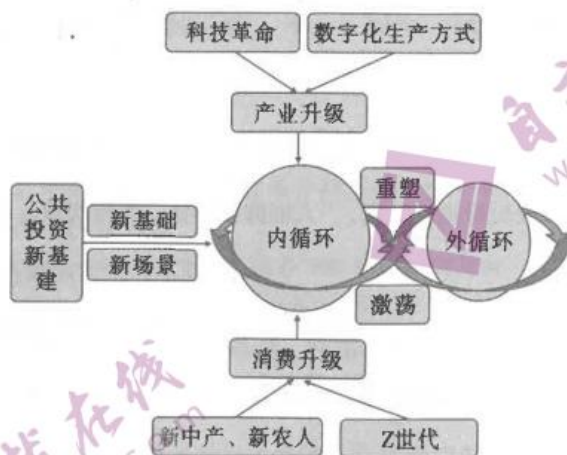 科技革命
数字化生产方式
产业升级
公共
投资
新基
建
新基础
新场景
内循环
重塑
外循环
激荡
消费升级
新中产、新农人
Z世代